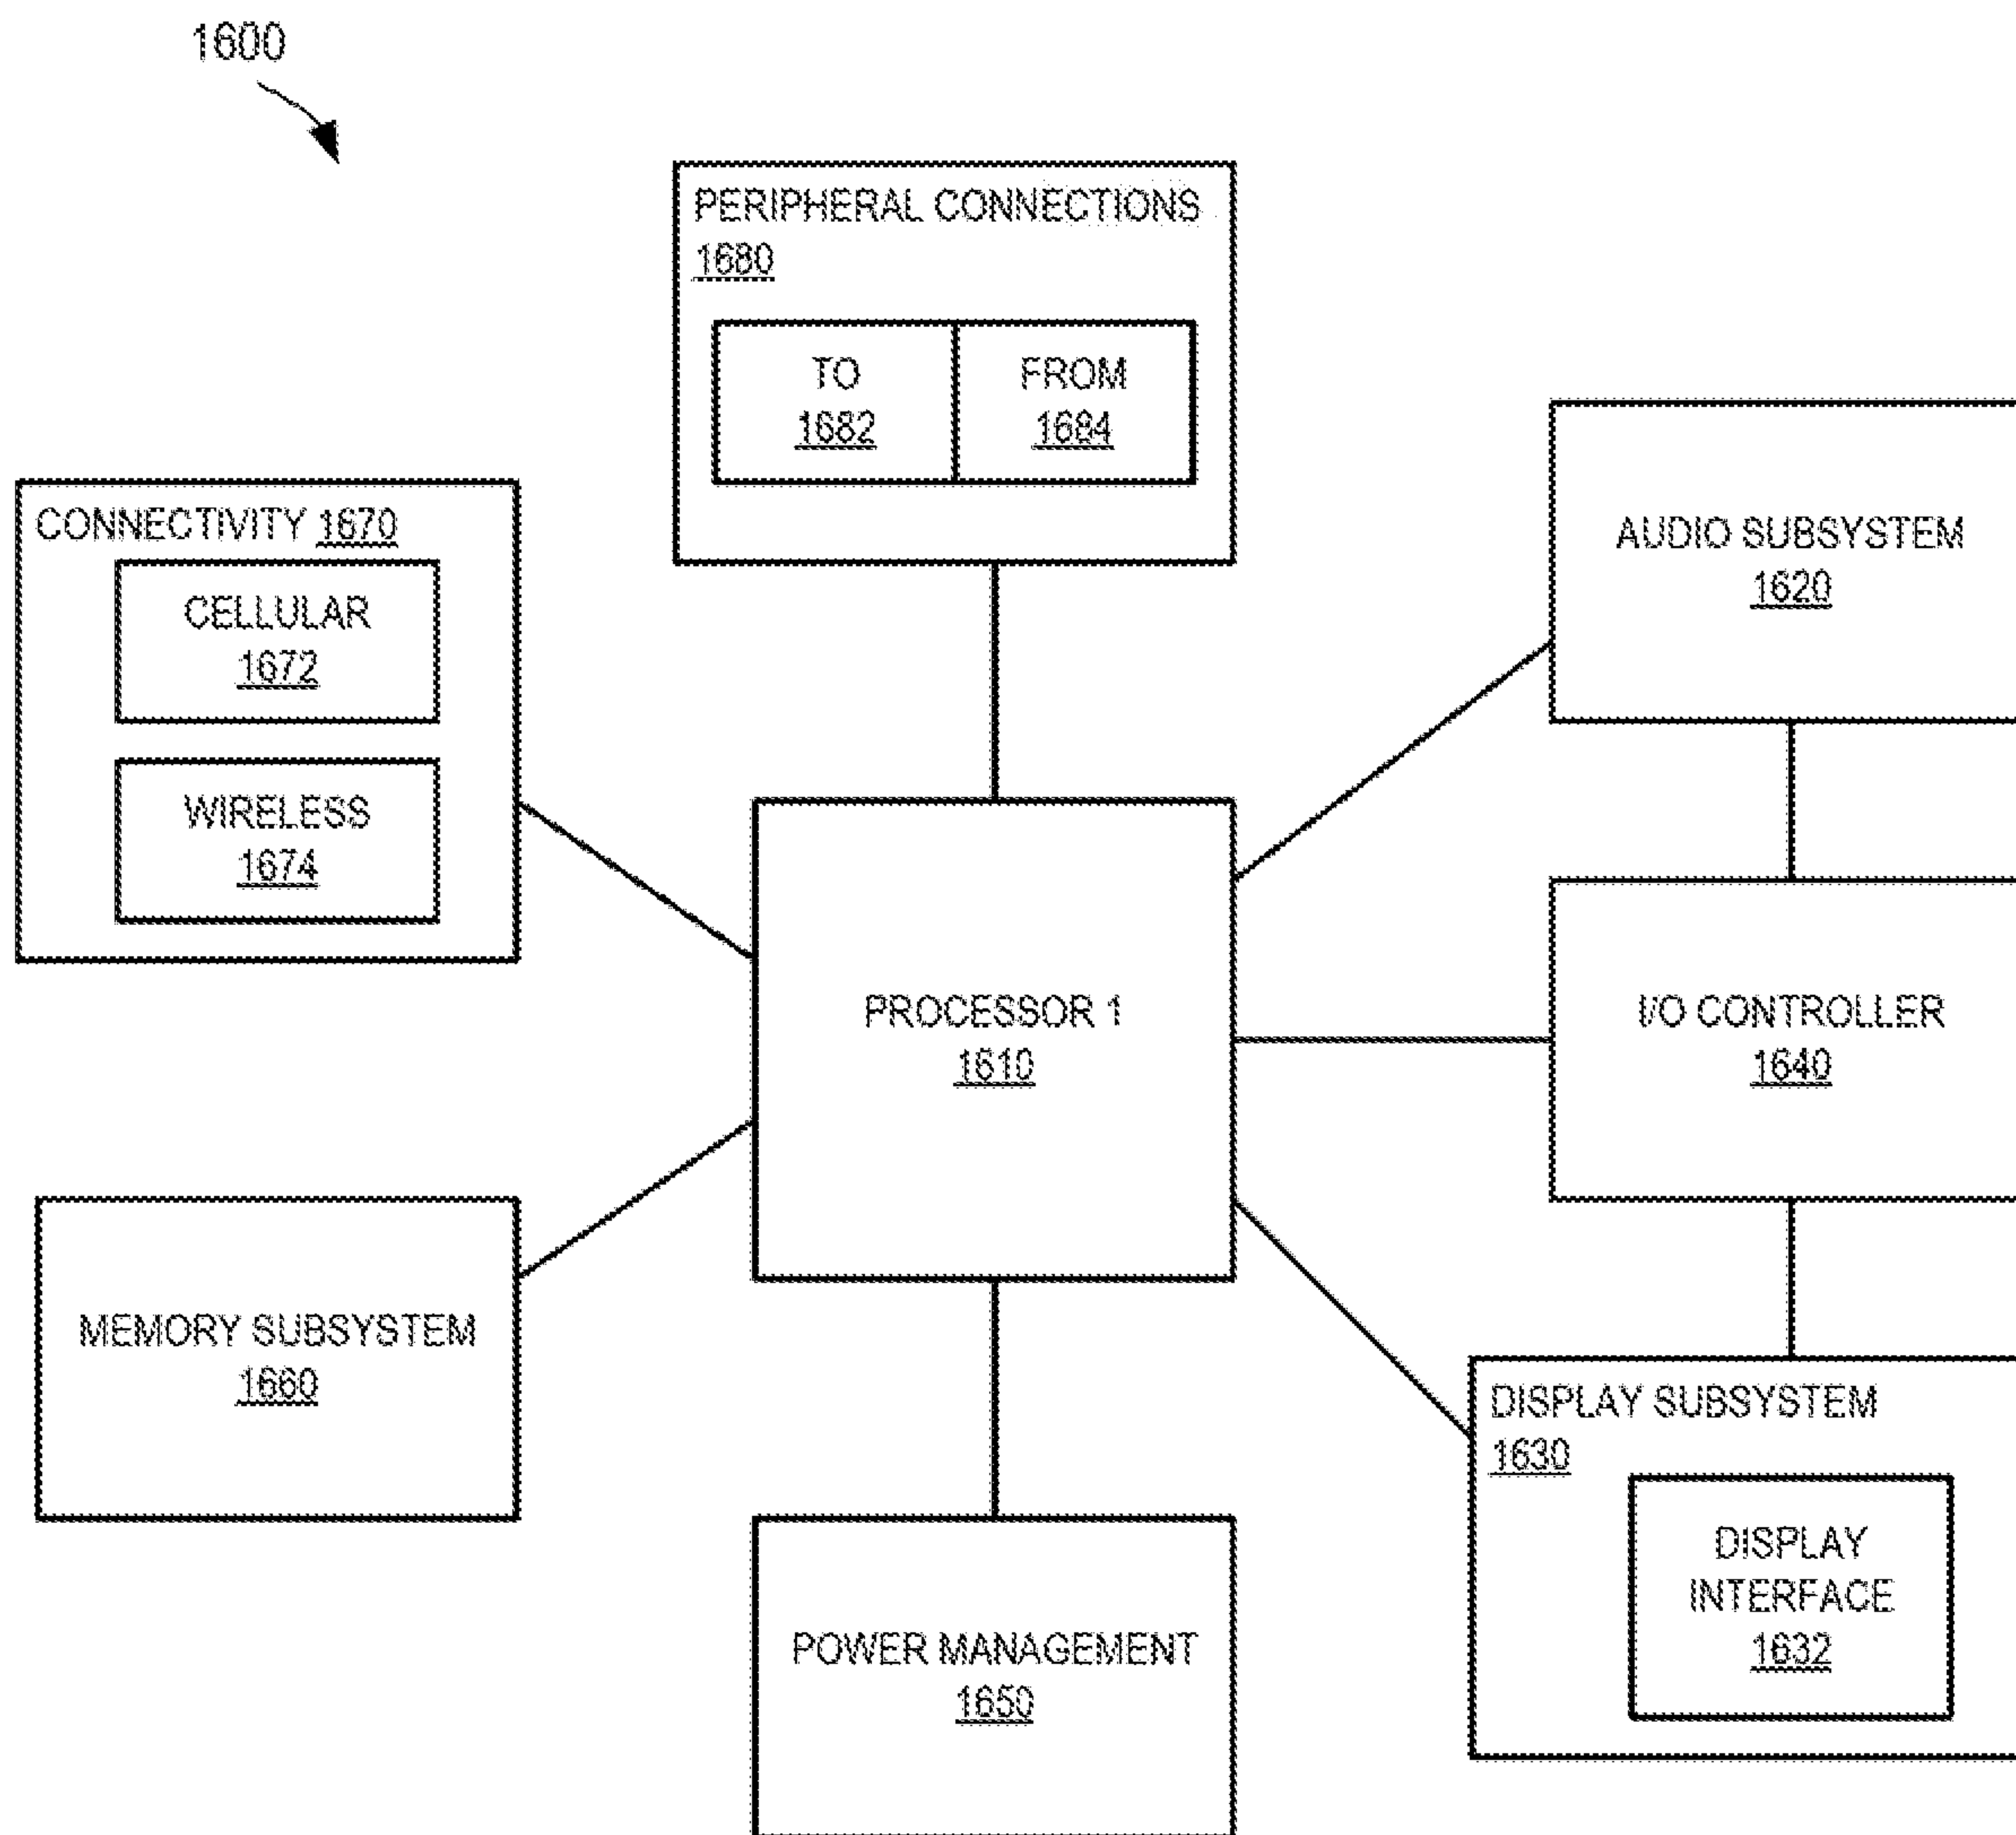 1600
PERIPHERAL CONNECTIONS
1680
TO
1682
FROM
1684
AUDIO SUBSYSTEM
1620
CONNECTIVITY 1670
CELLULAR
1672
WIRELESS
1674
PROCESSOR 1
1610
I/O CONTROLLER
1640
MEMORY SUBSYSTEM
1660
DISPLAY SUBSYSTEM
1630
DISPLAY
INTERFACE
1632
POWER MANAGEMENT
1650